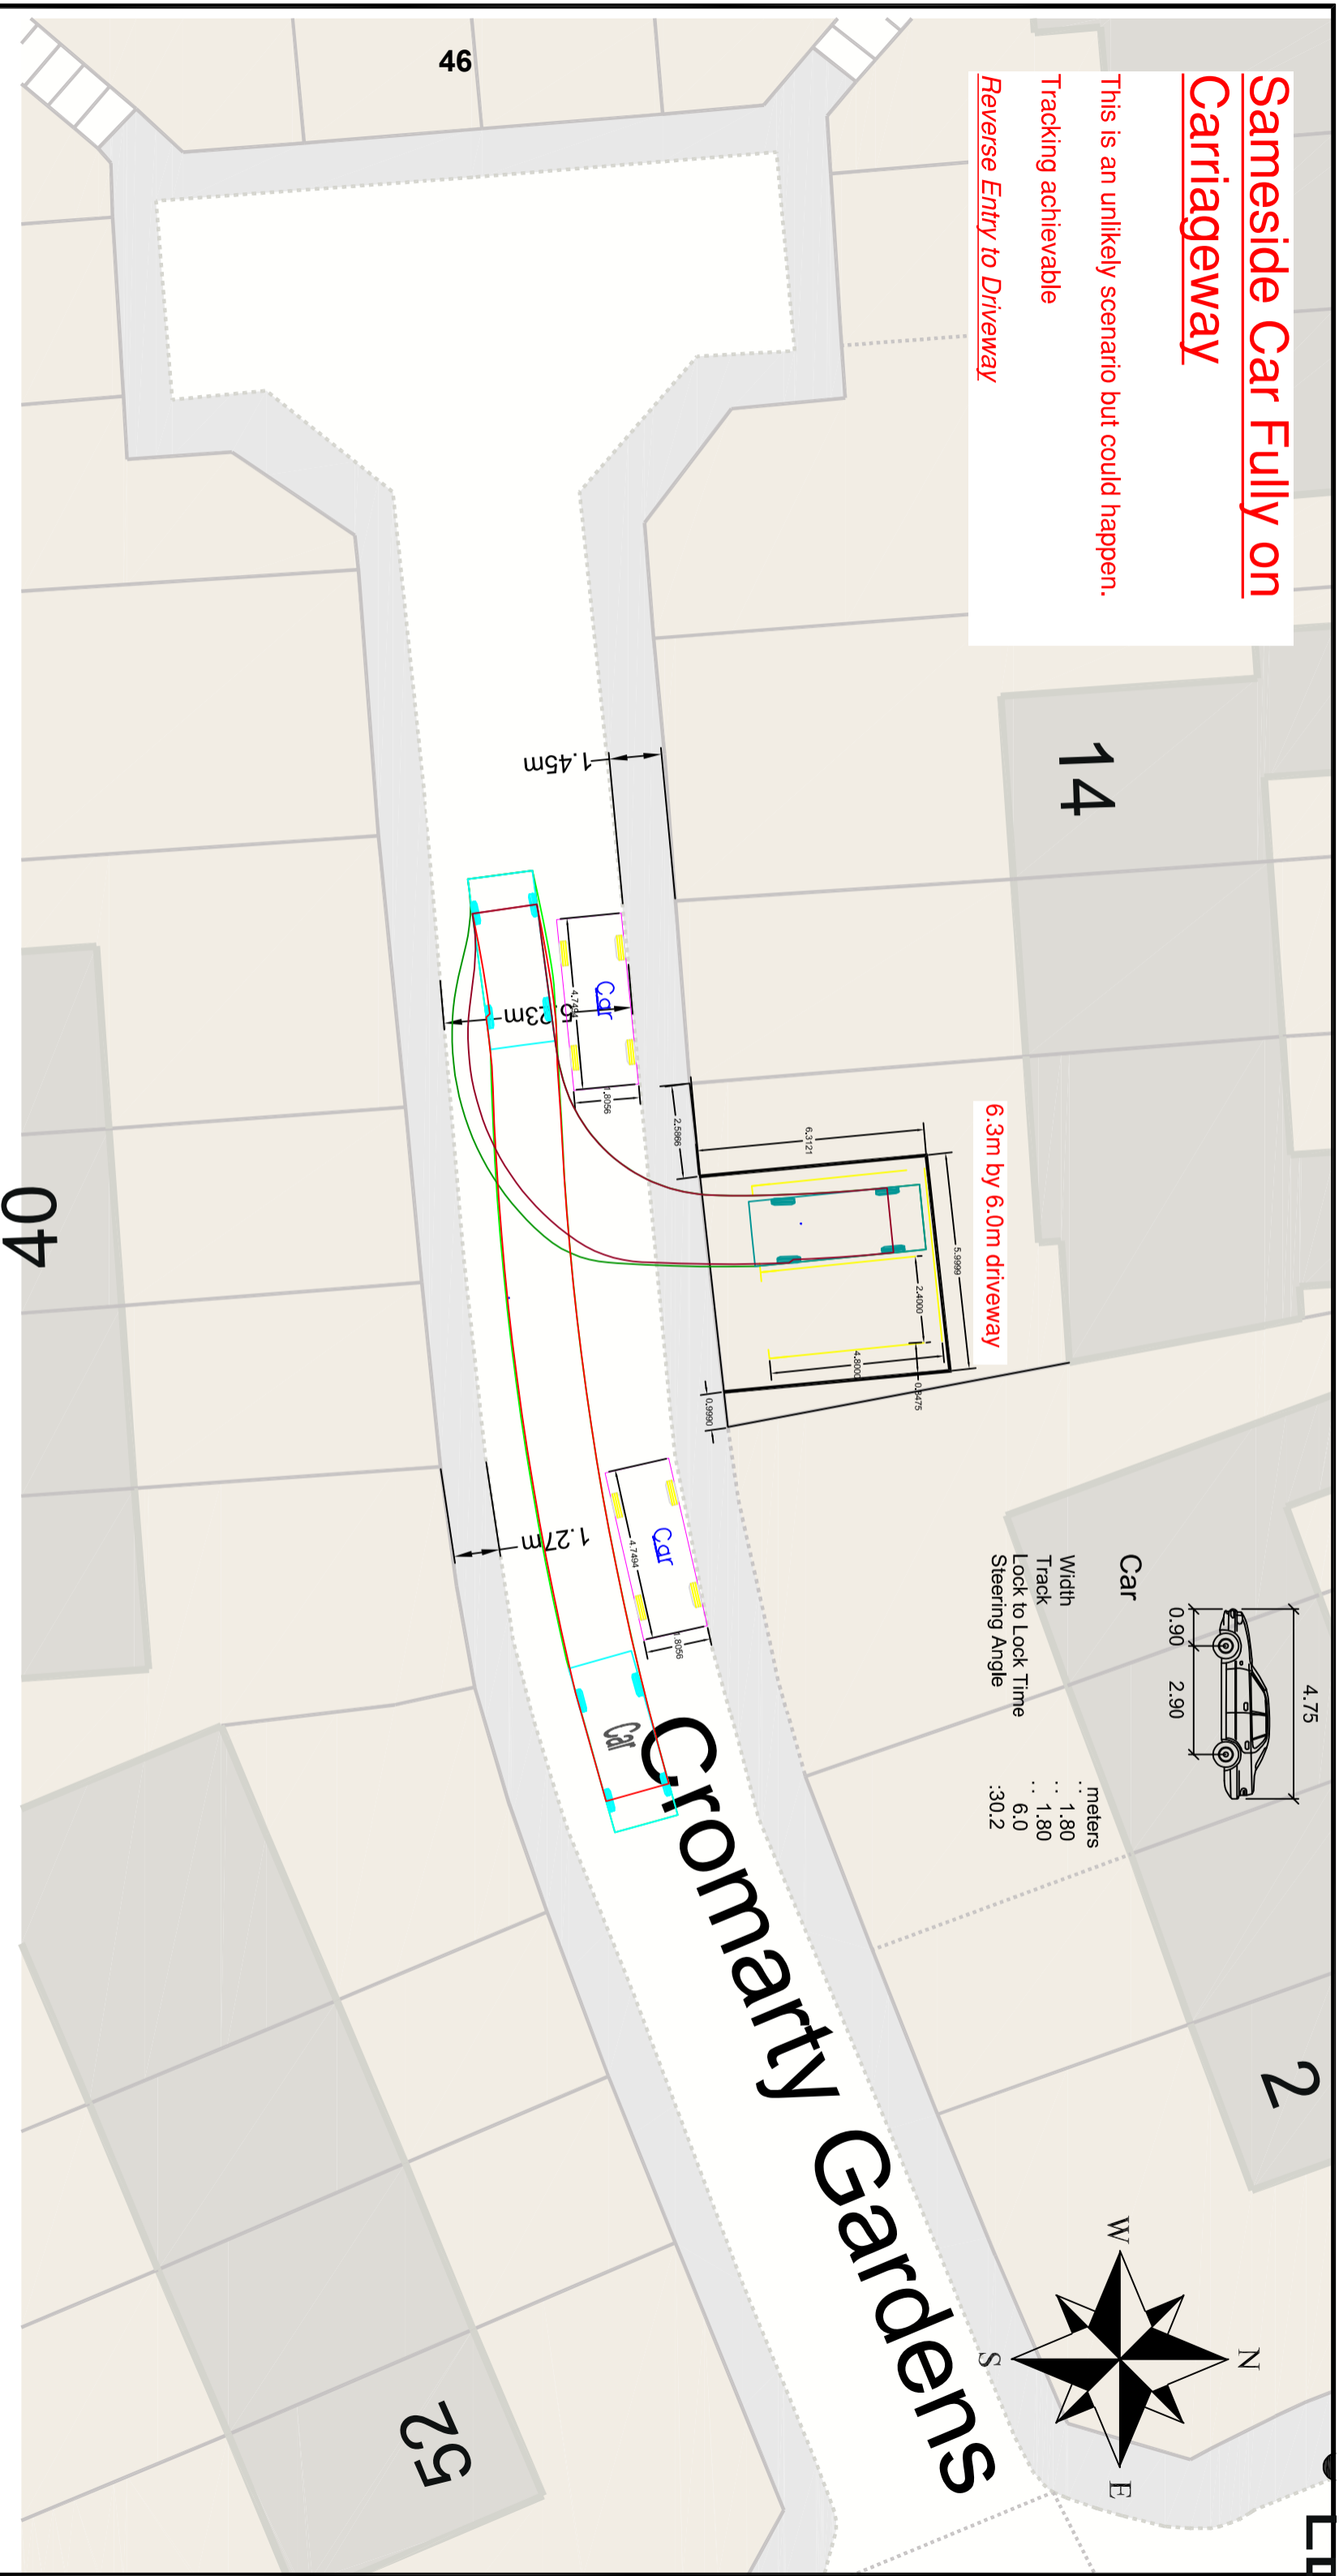 Sameside Car Fully on
Carriageway
This is an unlikely scenario but could happen.
Tracking achievable
Reverse Entry to Driveway
46
14
40
2
52
1.45m
5.23m
Car
4.7494
1.8056
2.5866
6.3121
5.9999
6.3m by 6.0m driveway
2.4000
4.8000
0.8475
0.9990
1.27m
Car
4.7494
1.8056
Car
Cromarty Gardens
4.75
0.90
2.90
Car
meters
Width : 1.80
Track : 1.80
Lock to Lock Time : 6.0
Steering Angle : 30.2
N
W
E
S